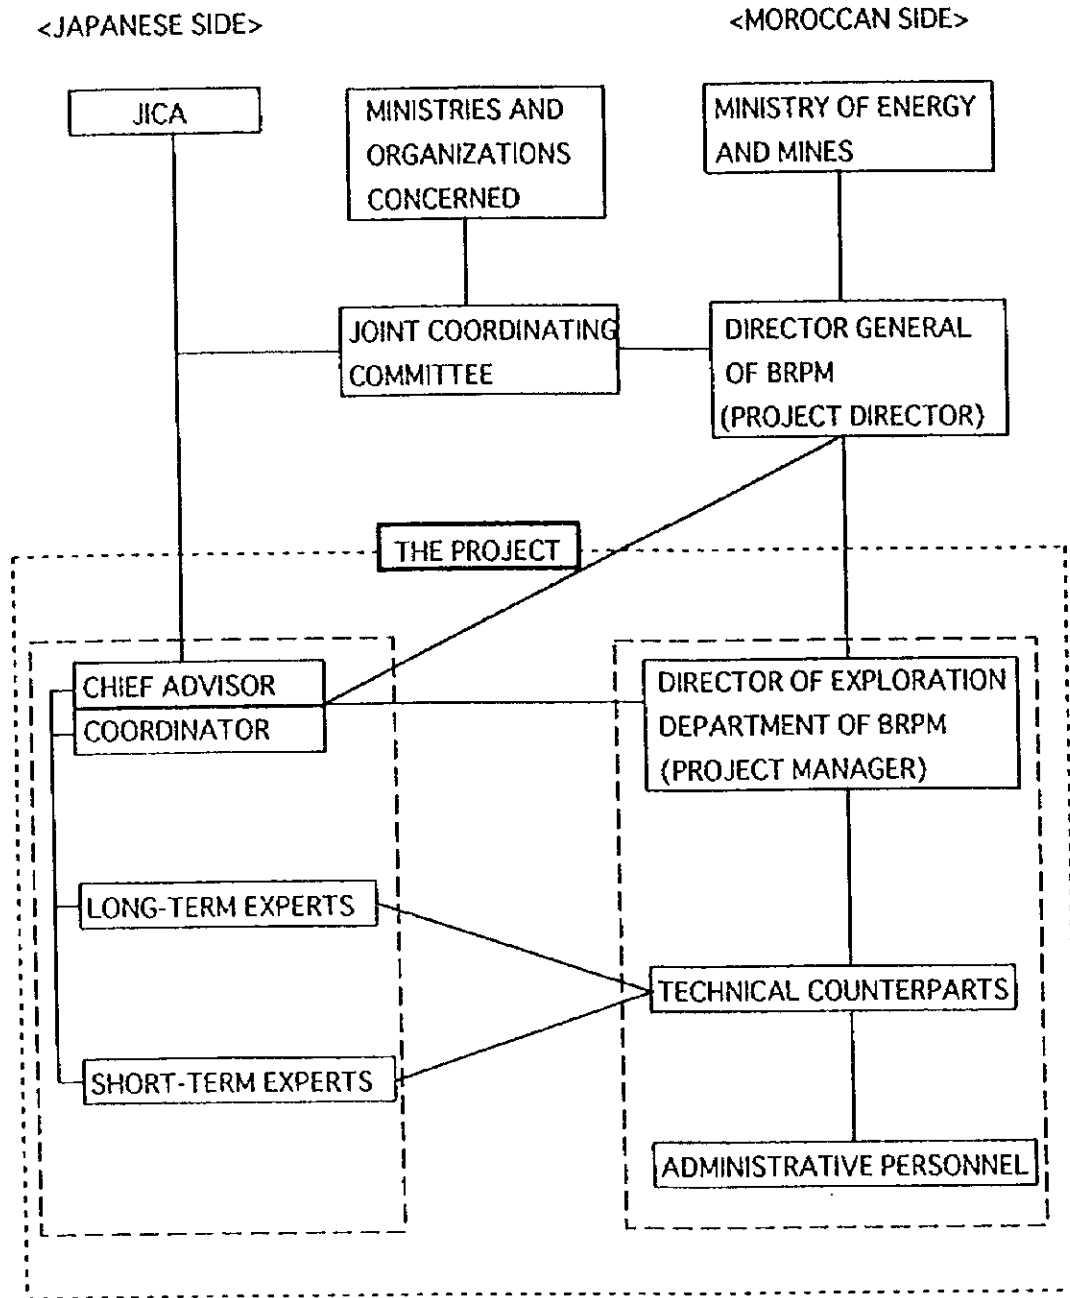 <JAPANESE SIDE>
<MOROCCAN SIDE>
JICA
MINISTRIES AND
ORGANIZATIONS
CONCERNED
MINISTRY OF ENERGY
AND MINES
JOINT COORDINATING
COMMITTEE
DIRECTOR GENERAL
OF BRPM
(PROJECT DIRECTOR)
THE PROJECT
CHIEF ADVISOR
COORDINATOR
DIRECTOR OF EXPLORATION
DEPARTMENT OF BRPM
(PROJECT MANAGER)
LONG-TERM EXPERTS
TECHNICAL COUNTERPARTS
SHORT-TERM EXPERTS
ADMINISTRATIVE PERSONNEL